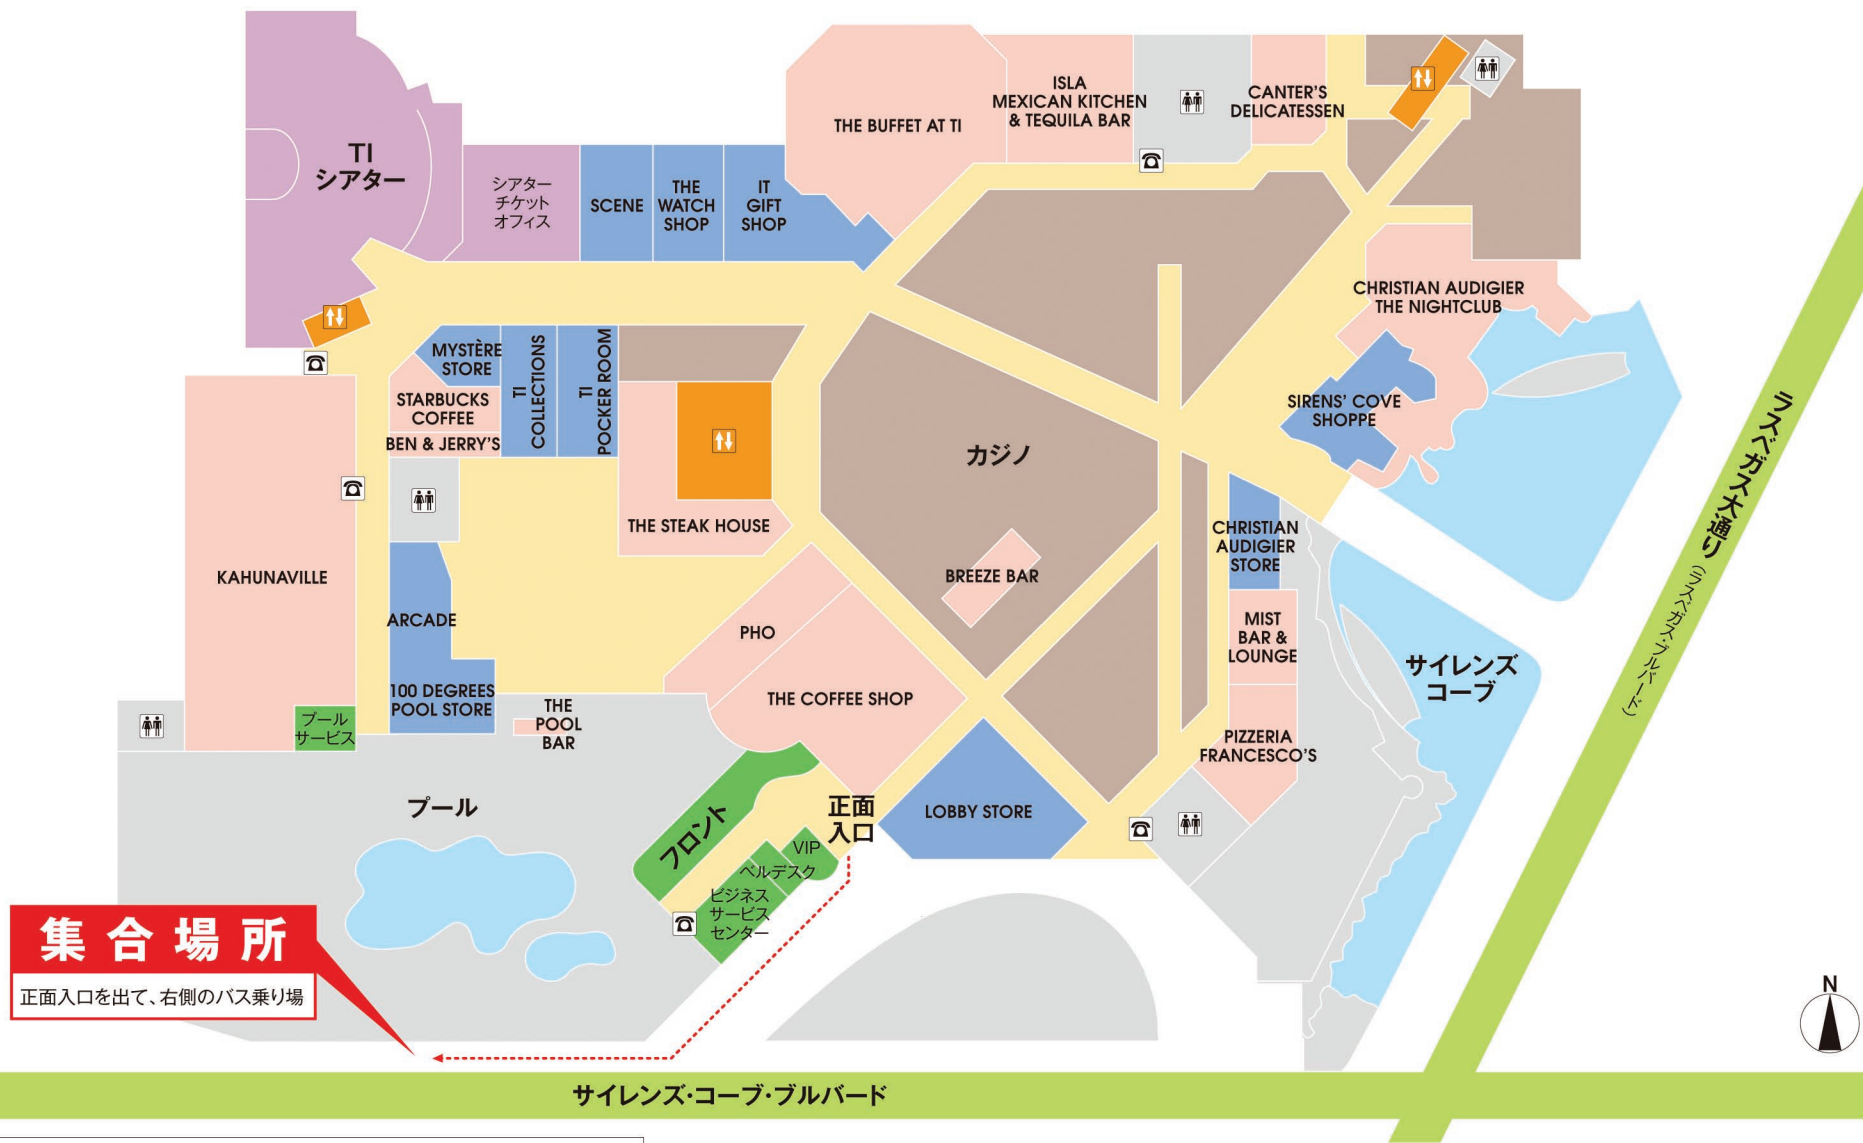 TI
シアター
シアター
チケット
オフィス
SCENE
THE
WATCH
SHOP
IT
GIFT
SHOP
THE BUFFET AT TI
ISLA
MEXICAN KITCHEN
& TEQUILA BAR
CANTER'S
DELICATESSEN
CHRISTIAN AUDIGIER
THE NIGHTCLUB
SIRENS' COVE
SHOPPE
MYSTÈRE
STORE
STARBUCKS
COFFEE
BEN & JERRY'S
TI
COLLECTIONS
TI
POCKER ROOM
THE STEAK HOUSE
カジノ
BREEZE BAR
CHRISTIAN
AUDIGIER
STORE
MIST
BAR &
LOUNGE
PIZZERIA
FRANCESCO'S
サイレンズ
コーブ
ラスベガス大通り(ラスベガス・ブルバード)
KAHUNAVILLE
ARCADE
100 DEGREES
POOL STORE
プール
サービス
THE
POOL
BAR
PHO
THE COFFEE SHOP
LOBBY STORE
正面
入口
フロント
VIP
ベルデスク
ビジネス
サービス
センター
プール
集合場所
正面入口を出て、右側のバス乗り場
サイレンズ・コーブ・ブルバード
N